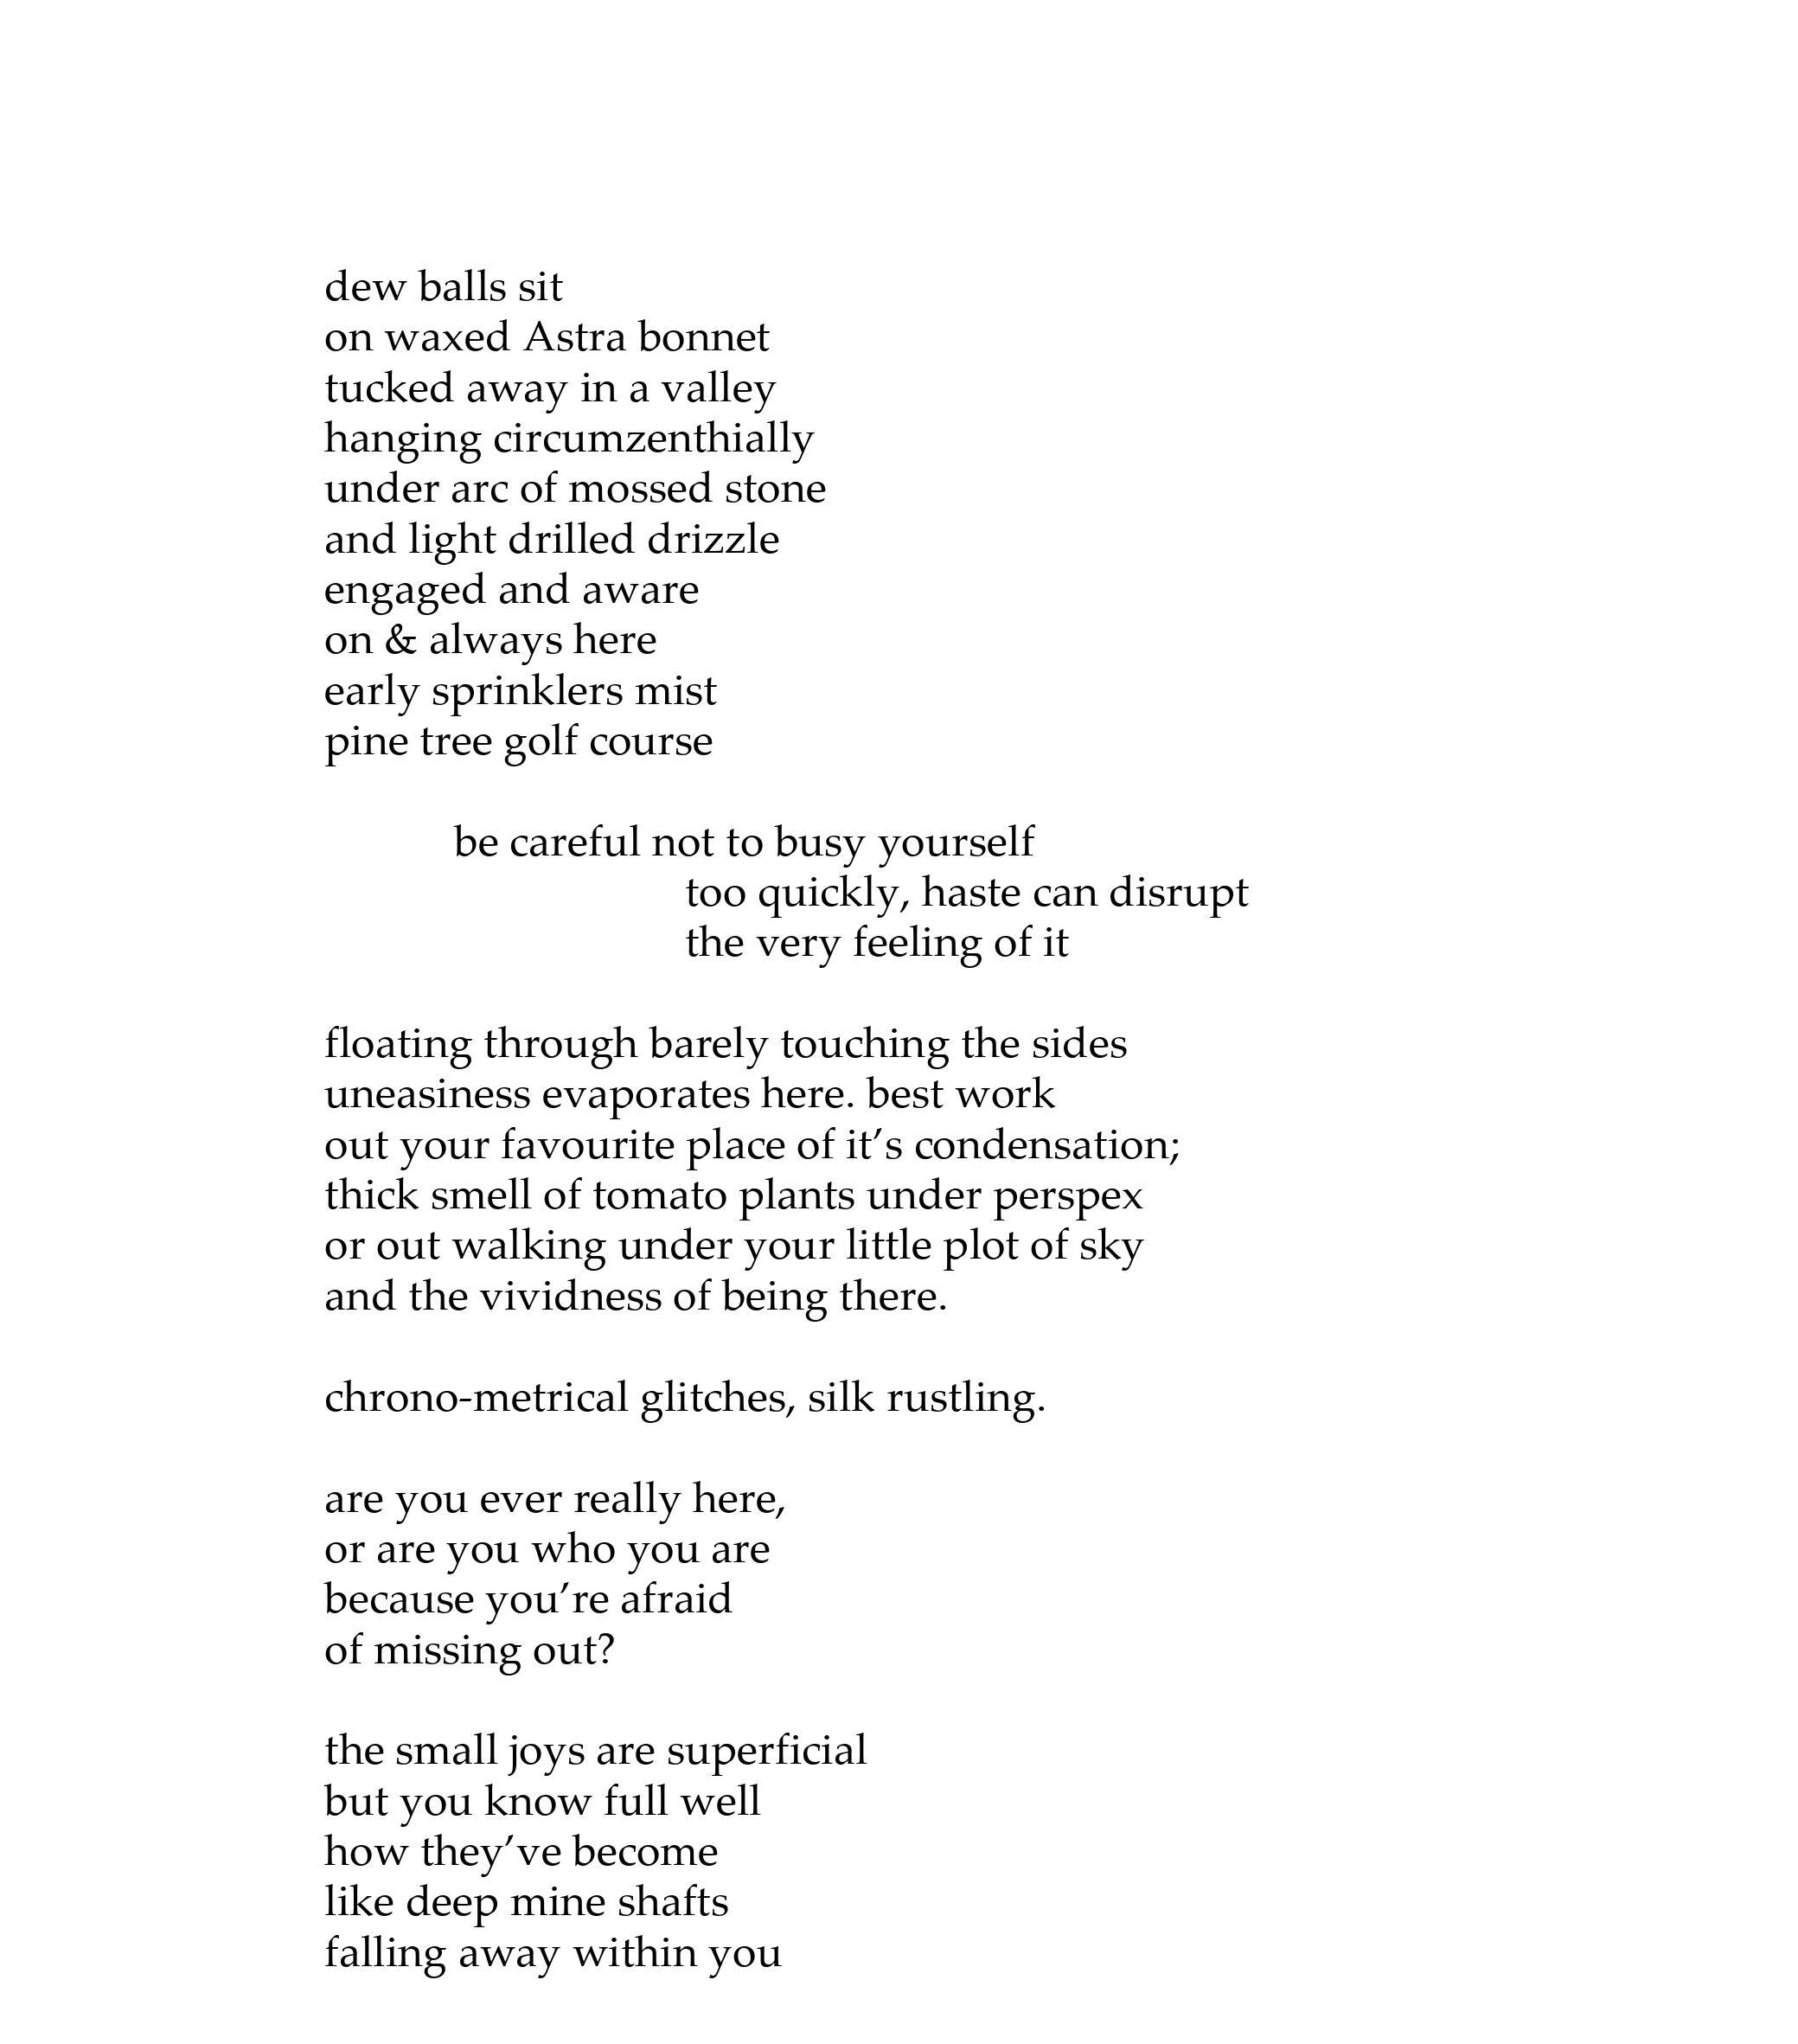 dew balls sit
on waxed Astra bonnet
tucked away in a valley
hanging circumzenthially
under arc of mossed stone
and light drilled drizzle
engaged and aware
on & always here
early sprinklers mist
pine tree golf course
be careful not to busy yourself
too quickly, haste can disrupt
the very feeling of it
floating through barely touching the sides
uneasiness evaporates here. best work
out your favourite place of it’s condensation;
thick smell of tomato plants under perspex
or out walking under your little plot of sky
and the vividness of being there.
chrono-metrical glitches, silk rustling.
are you ever really here,
or are you who you are
because you’re afraid
of missing out?
the small joys are superficial
but you know full well
how they’ve become
like deep mine shafts
falling away within you